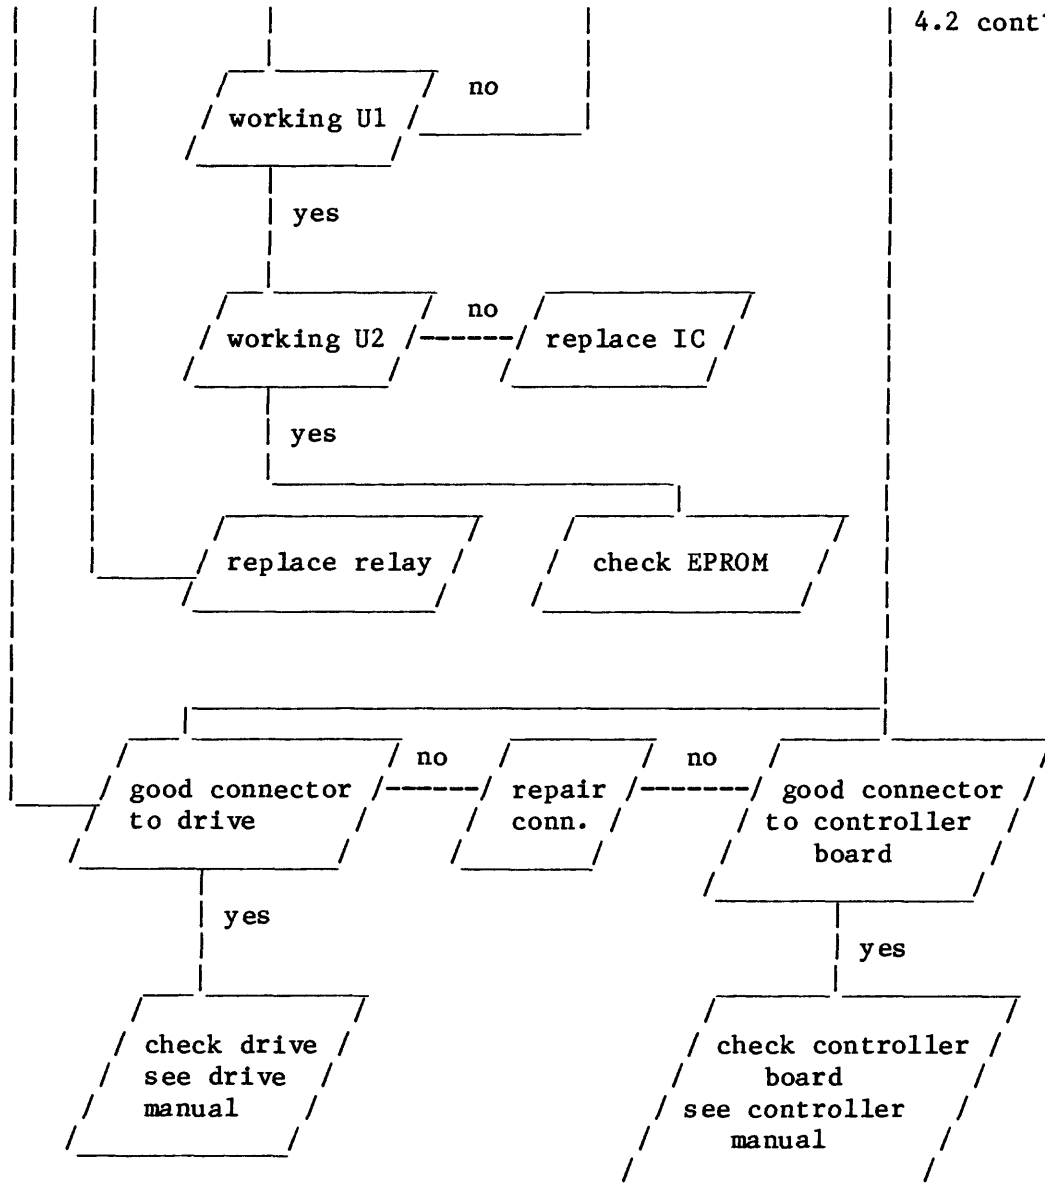 4.2 cont'
no
working U1
yes
no
working U2
replace IC
yes
replace relay
check EPROM
no
no
good connector
to drive
repair
conn.
good connector
to controller
board
yes
yes
check drive
see drive
manual
check controller
board
see controller
manual